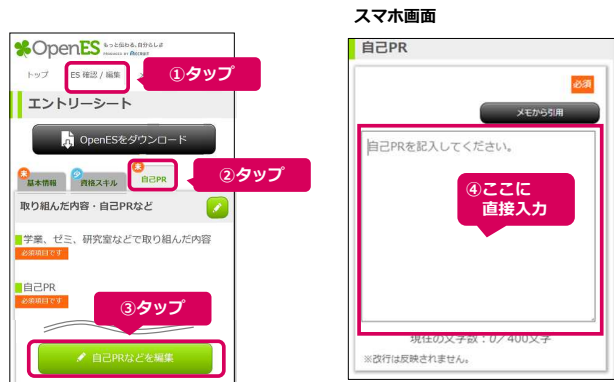 スマホ画面
OpenES もっと伝わる、自分らしさ
PRODUCED BY RECRUIT
トップ
ES 確認 / 編集
①タップ
エントリーシート
OpenESをダウンロード
未 基本情報
少 資格スキル
未 自己PR
②タップ
取り組んだ内容・自己PRなど
学業、ゼミ、研究室などで取り組んだ内容
必須項目です
自己PR
必須項目です
③タップ
自己PRなどを編集
自己PR
必須
メモから引用
自己PRを記入してください。
④ここに
直接入力
現在の文字数：0/ 400文字
※改行は反映されません。